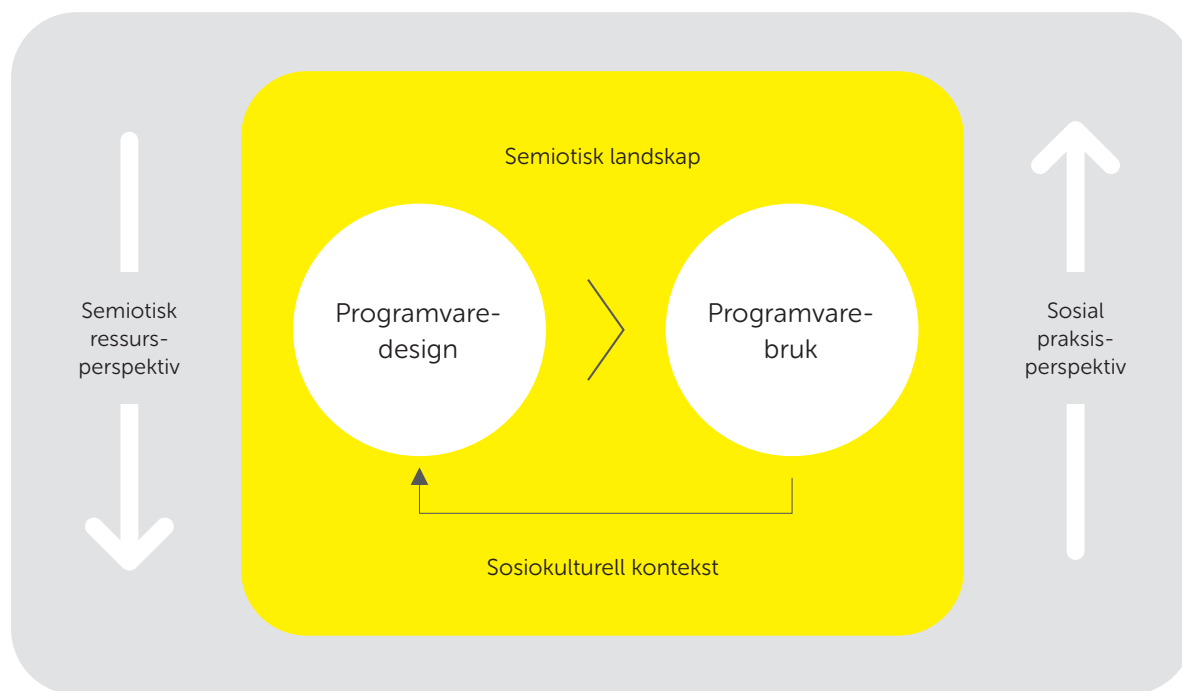 Semiotisk landskap
Programvare-
design
Programvare-
bruk
Semiotisk
ressurs-
perspektiv
Sosial
praksis-
perspektiv
Sosiokulturell kontekst